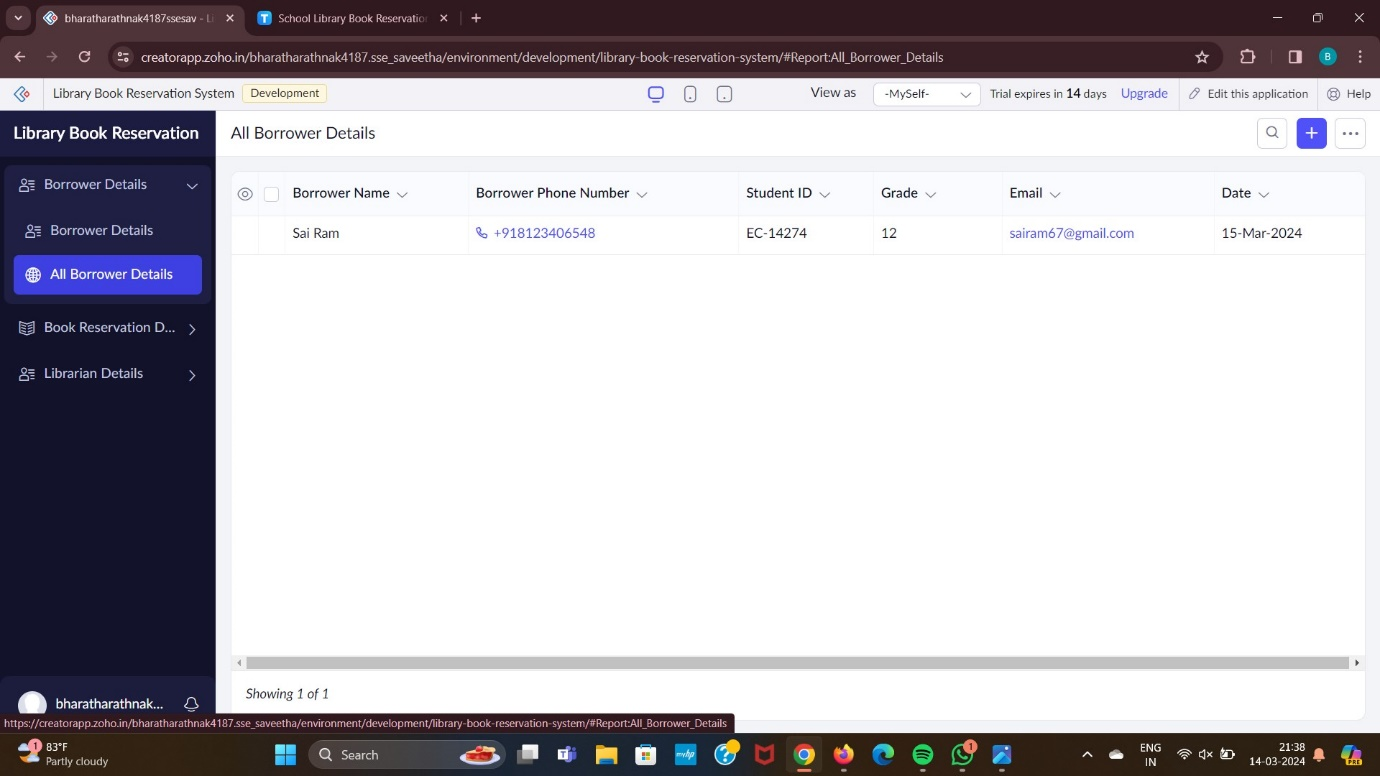 bharatharathnak4187ssesav - Li
School Library Book Reservation
creatorapp.zoho.in/bharatharathnak4187.sse_saveetha/environment/development/library-book-reservation-system/#Report:All_Borrower_Details
B
Library Book Reservation System Development View as -MySelf- Trial expires in 14 days Upgrade Edit this application Help
Library Book Reservation
All Borrower Details
Borrower Details
Borrower Details
All Borrower Details
Book Reservation D...
Librarian Details
Borrower Name Borrower Phone Number Student ID Grade Email Date
Sai Ram +918123406548 EC-14274 12 sairam67@gmail.com 15-Mar-2024
Showing 1 of 1
bharatharathnak...
https://creatorapp.zoho.in/bharatharathnak4187.sse_saveetha/environment/development/library-book-reservation-system/#Report:All_Borrower_Details
1
83°F
Partly cloudy
Search
myhp
1
ENG
IN
21:38
14-03-2024
PRE